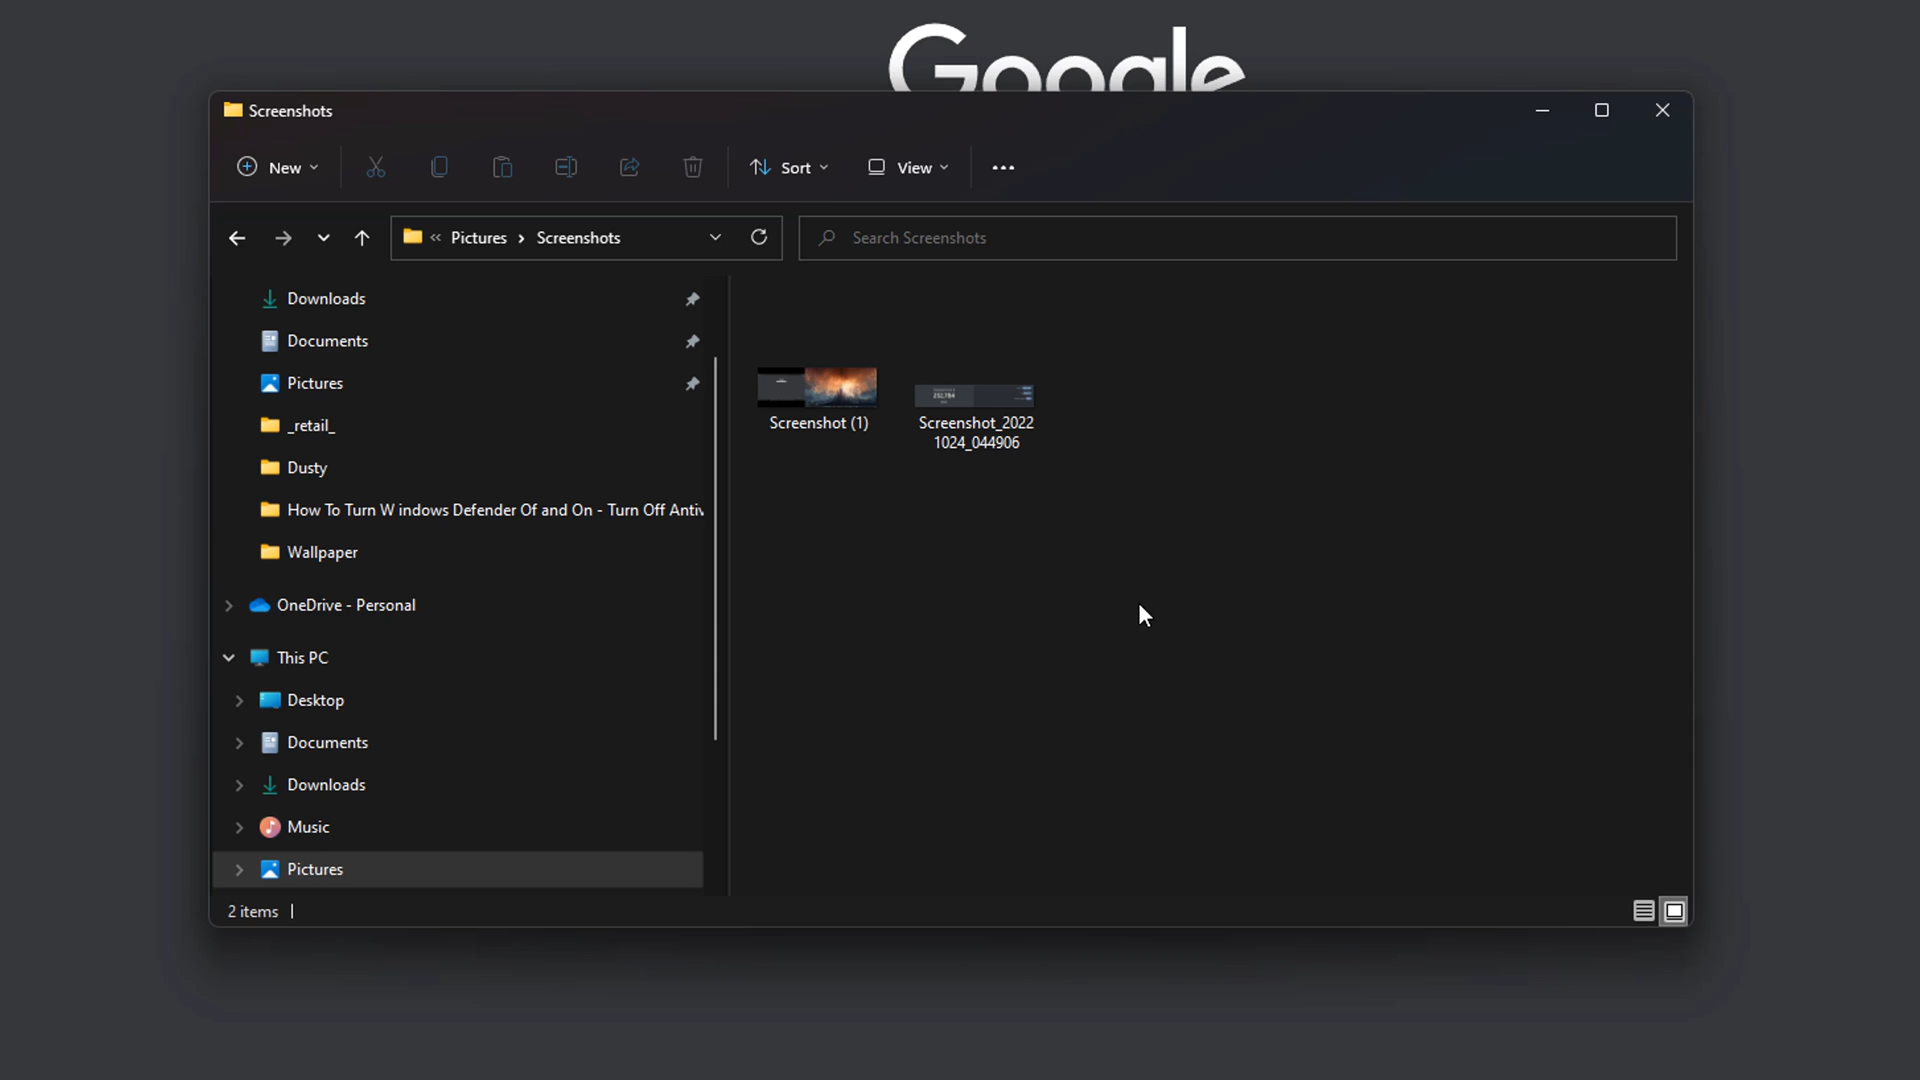 Google
Screenshots
New
Sort
View
« Pictures › Screenshots
Search Screenshots
Downloads
Documents
Pictures
_retail_
Dusty
How To Turn W indows Defender Of and On - Turn Off Antiv
Wallpaper
OneDrive - Personal
This PC
Desktop
Documents
Downloads
Music
Pictures
Screenshot (1)
Screenshot_2022
1024_044906
2 items